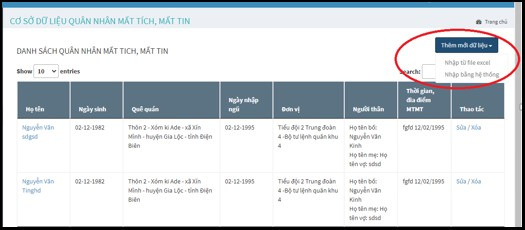 CƠ SỞ DỮ LIỆU QUÂN NHÂN MẤT TÍCH, MẤT TIN
Trang chủ
DANH SÁCH QUÂN NHÂN MẤT TÍCH, MẤT TIN
Thêm mới dữ liệu
Nhập từ file excel
Nhập bằng hệ thống
Show 10 entries
Search:
Họ tên Ngày sinh Quê quán Ngày nhập ngũ Đơn vị Người thân Thời gian, địa điểm MTMT Thao tác
Nguyễn Văn sdgsd 02-12-1982 Thôn 2 - Xóm ki Ade - xã Xín Mình - huyện Gia Lộc - tỉnh Điện Biên 02-12-1995 Tiểu đội 2 Trung đoàn 4 -Bộ tư lệnh quân khu 4 Họ tên bố: Nguyễn Văn Kinh Họ tên mẹ: Họ tên vợ: sdsd fgfd 12/02/1995 Sửa / Xóa
Nguyễn Văn Tinghd 02-12-1982 Thôn 2 - Xóm ki Ade - xã Xín Mình - huyện Gia Lộc - tỉnh Điện Biên 02-12-1995 Tiểu đội 2 Trung đoàn 4 -Bộ tư lệnh quân khu 4 Họ tên bố: Nguyễn Văn Kinh Họ tên mẹ: Họ tên vợ: sdsd fgfd 12/02/1995 Sửa / Xóa